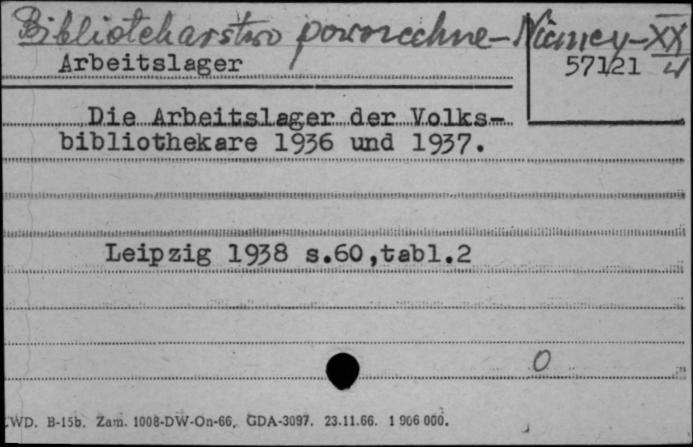 Bibliotekarstwo powszechne-Niemcy-XX w
Arbeitslager
57121
Die Arbeitslager der Volks-
bibliothekare 1936 und 1937.
Leipzig 1938 s.60,tabl.2
0
WD. B-15b. Zam. 1008-DW-On-66, GDA-3097. 23.11.66. 1 906 000.